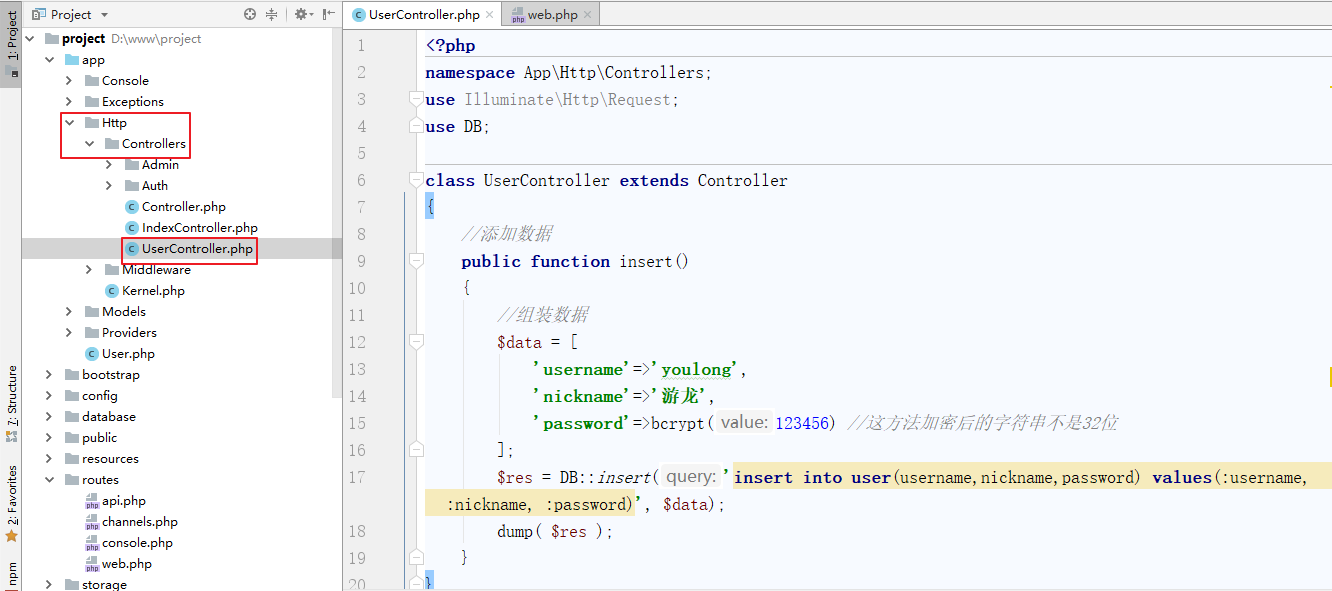 Project
UserController.php
web.php
1: Project
7: Structure
2: Favorites
npm
project D:\www\project
app
Console
Exceptions
Http
Controllers
Admin
Auth
Controller.php
IndexController.php
UserController.php
Middleware
Kernel.php
Models
Providers
User.php
bootstrap
config
database
public
resources
routes
api.php
channels.php
console.php
web.php
storage
1 <?php
2 namespace App\Http\Controllers;
3 use Illuminate\Http\Request;
4 use DB;
5
6 class UserController extends Controller
7 {
8 //添加数据
9 public function insert()
10 {
11 //组装数据
12 $data = [
13 'username'=>'youlong',
14 'nickname'=>'游龙',
15 'password'=>bcrypt( value: 123456) //这方法加密后的字符串不是32位
16 ];
17 $res = DB::insert( query: 'insert into user(username,nickname,password) values(:username,
:nickname, :password)', $data);
18 dump( $res );
19 }
20 }